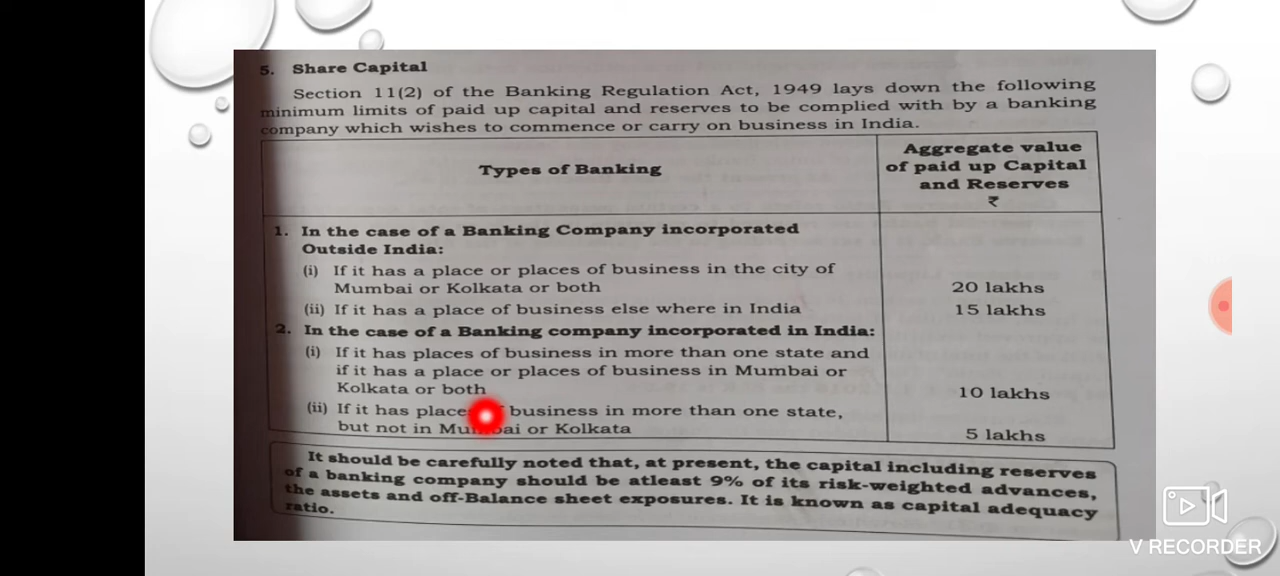 5. Share Capital
Section 11(2) of the Banking Regulation Act, 1949 lays down the following
minimum limits of paid up capital and reserves to be complied with by a banking
company which wishes to commence or carry on business in India.
Types of Banking
Aggregate value
of paid up Capital
and Reserves
₹
1. In the case of a Banking Company incorporated
Outside India:
(i) If it has a place or places of business in the city of
Mumbai or Kolkata or both 20 lakhs
(ii) If it has a place of business else where in India 15 lakhs
2. In the case of a Banking company incorporated in India:
(i) If it has places of business in more than one state and
if it has a place or places of business in Mumbai or
Kolkata or both 10 lakhs
(ii) If it has places business in more than one state,
but not in Mumbai or Kolkata 5 lakhs
It should be carefully noted that, at present, the capital including reserves
of a banking company should be atleast 9% of its risk-weighted advances,
the assets and off-Balance sheet exposures. It is known as capital adequacy
ratio.
V RECORDER